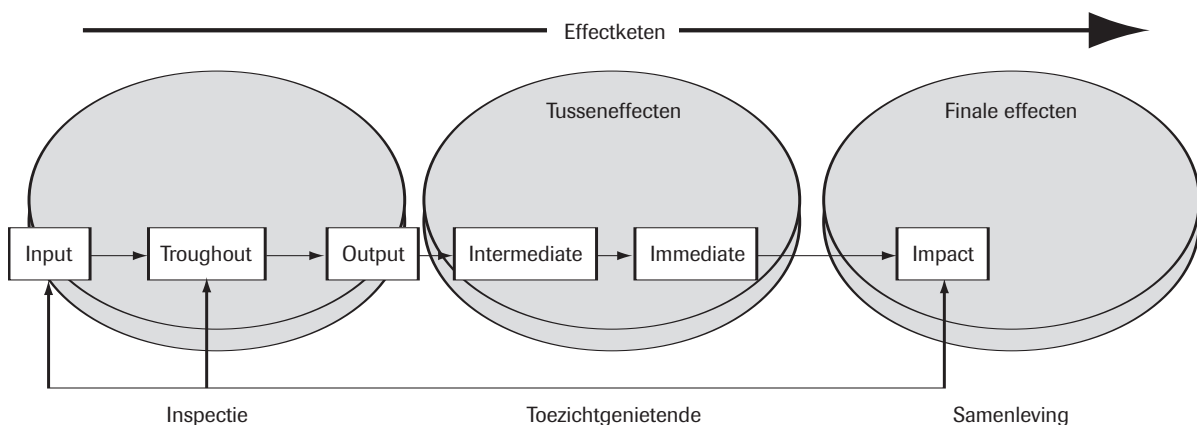 Effectketen
Tusseneffecten
Finale effecten
Input
Troughout
Output
Intermediate
Immediate
Impact
Inspectie
Toezichtgenietende
Samenleving